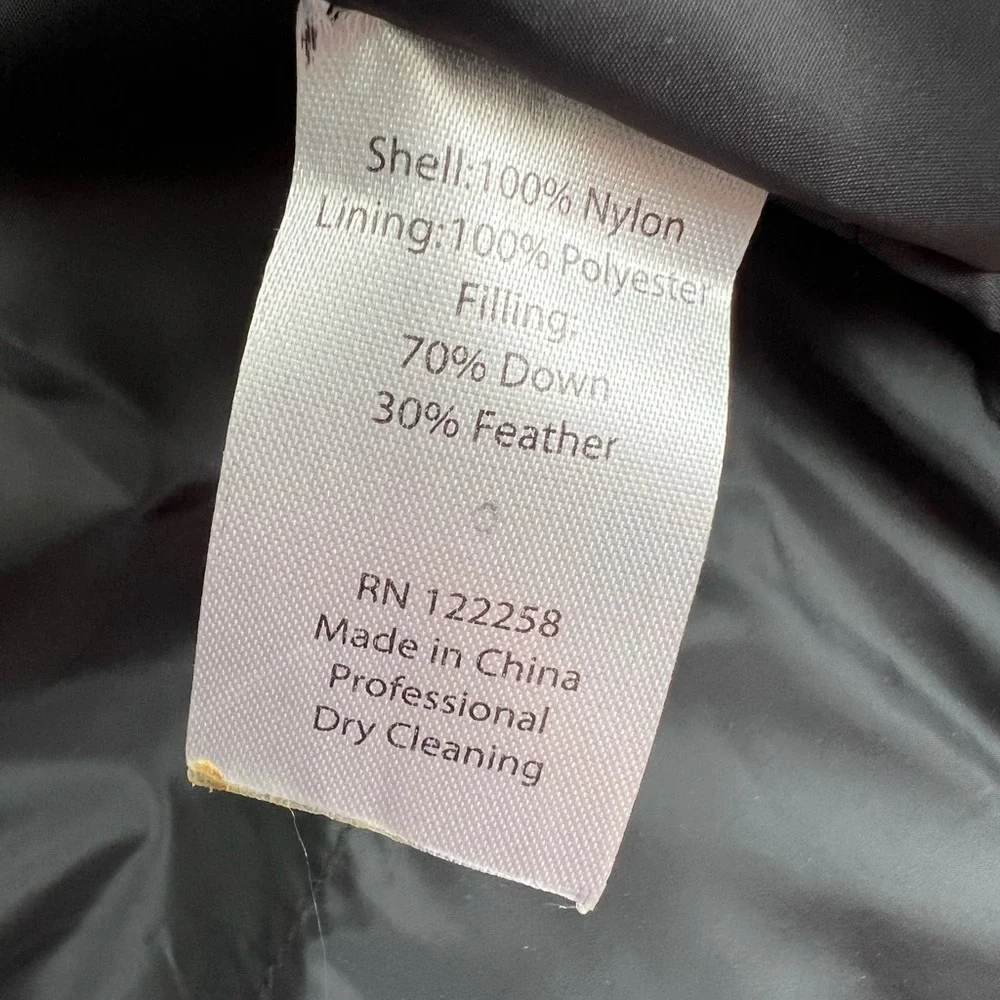 Shell:100% Nylon
Lining:100% Polyester
Filling:
70% Down
30% Feather
RN 122258
Made in China
Professional
Dry Cleaning